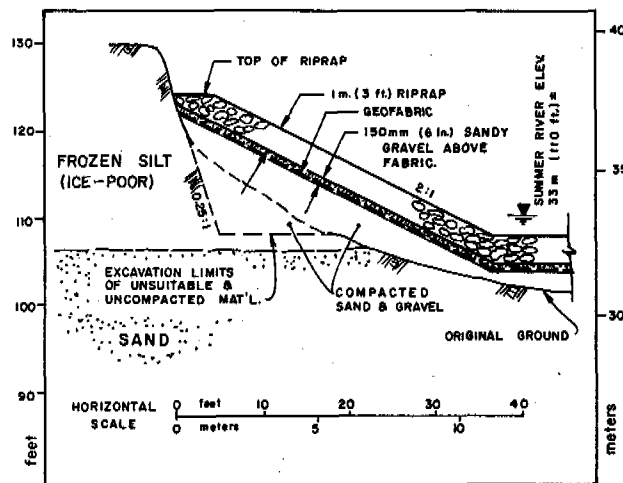 130
120
110
100
90
feet
40
35
30
meters
TOP OF RIPRAP
1m. (3 ft.) RIPRAP
GEOFABRIC
150mm (6 in.) SANDY
GRAVEL ABOVE
FABRIC.
FROZEN SILT
(ICE-POOR)
0.25:1
2:1
SUMMER RIVER ELEV.
33 m (110 ft.) ±
EXCAVATION LIMITS
OF UNSUITABLE &
UNCOMPACTED MAT'L.
COMPACTED
SAND & GRAVEL
ORIGINAL GROUND
SAND
HORIZONTAL
SCALE
0 feet 10 20 30 40
0 meters 5 10